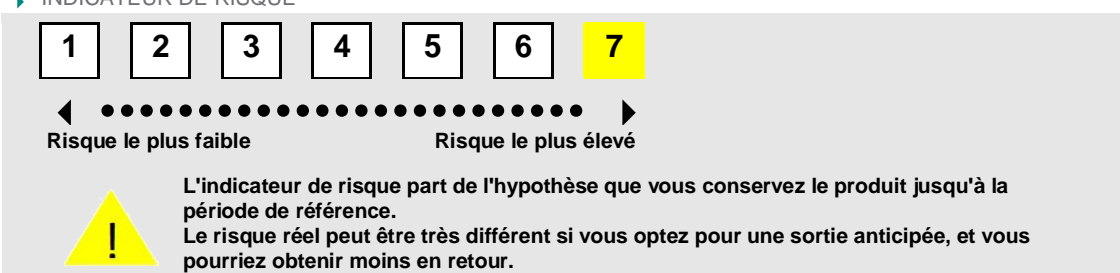 INDICATEUR DE RISQUE
1 2 3 4 5 6 7
Risque le plus faible Risque le plus élevé
L'indicateur de risque part de l'hypothèse que vous conservez le produit jusqu'à la
période de référence.
Le risque réel peut être très différent si vous optez pour une sortie anticipée, et vous
pourriez obtenir moins en retour.
!